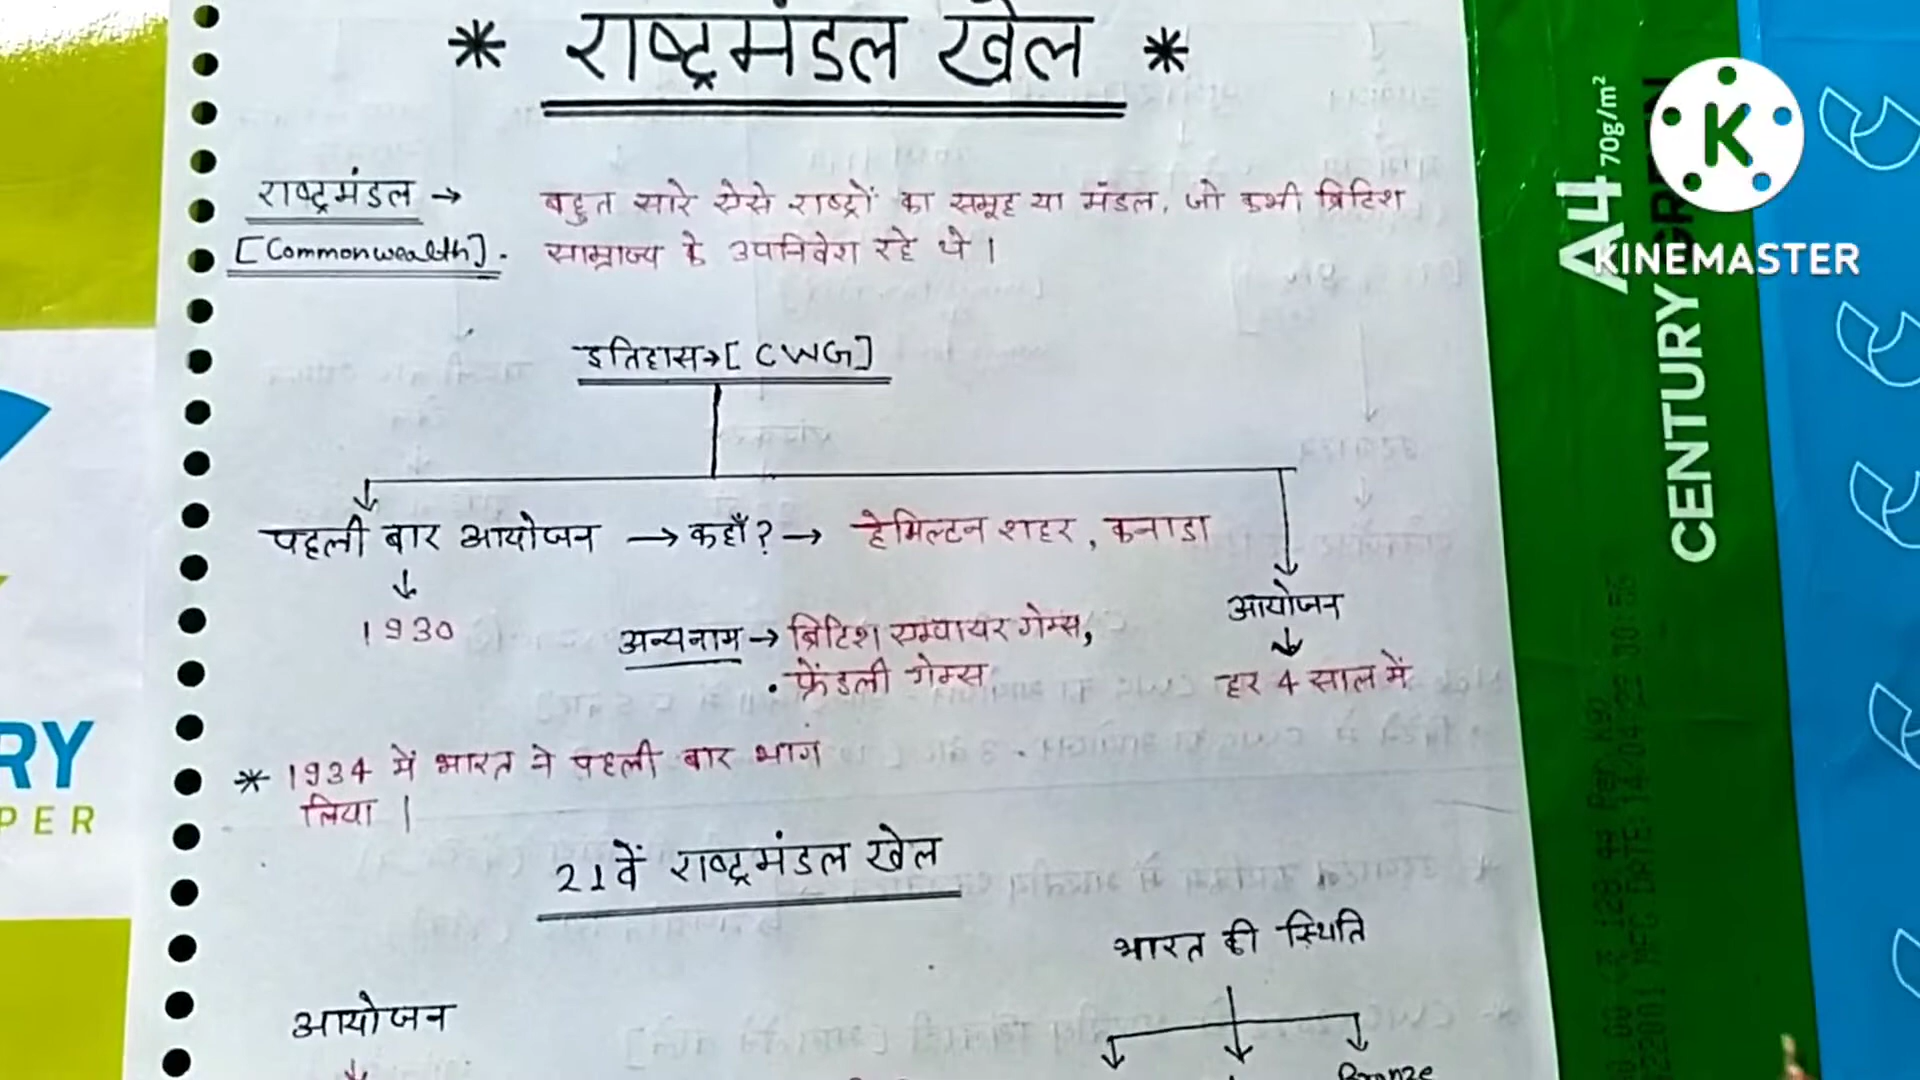 * राष्ट्रमंडल खेल *
राष्ट्रमंडल → बहुत सारे ऐसे राष्ट्रों का समूह या मंडल, जो कभी ब्रिटिश
[Commonwealth]. साम्राज्य के उपनिवेश रहे थे।
इतिहास→[CWG]
पहली बार आयोजन → कहाँ? → हेमिल्टन शहर, कनाडा
↓
1930
आयोजन
↓
हर 4 साल में
अन्यनाम → ब्रिटिश एम्पायर गेम्स,
. फ्रेंडली गेम्स
* 1934 में भारत ने पहली बार भाग
लिया।
21वें राष्ट्रमंडल खेल
भारत की स्थिति
आयोजन
Bronze
A4 70g/m²
CENTURY GREEN
K
KINEMASTER
RY
PER